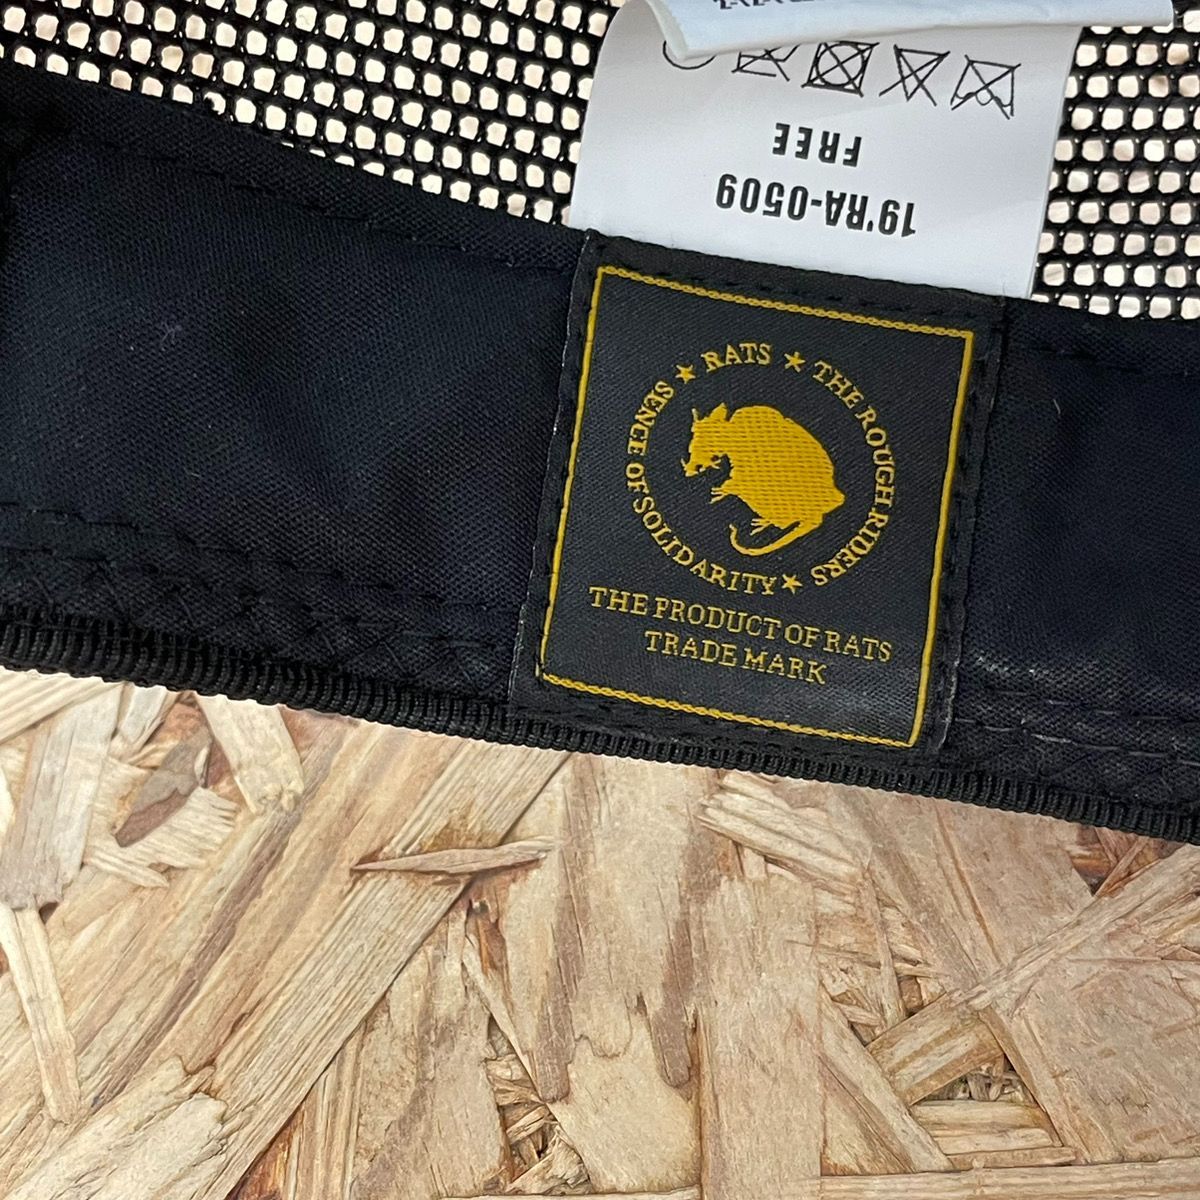 FREE
19'RA-0509
RATS ★ THE ROUGH RIDERS ★ SENCE OF SOLIDARITY ★
THE PRODUCT OF RATS
TRADE MARK